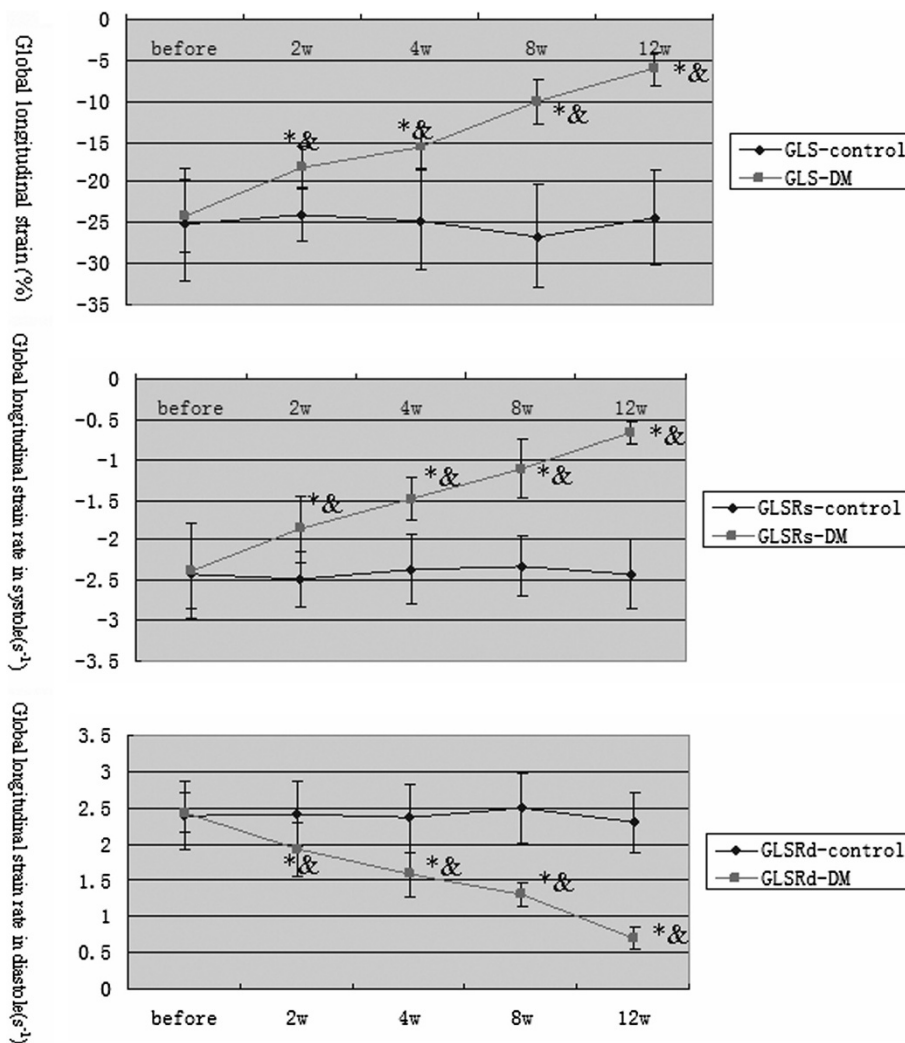 Global longitudinal strain(%)
0
-5
-10
-15
-20
-25
-30
-35
before 2w 4w 8w 12w
*& *& *& *&
GLS-control
GLS-DM
Global longitudinal strain rate in systole(s-1)
0
-0.5
-1
-1.5
-2
-2.5
-3
-3.5
before 2w 4w 8w 12w
*& *& *& *&
GLSRs-control
GLSRs-DM
Global longitudinal strain rate in diastole(s-1)
3.5
3
2.5
2
1.5
1
0.5
0
*& *& *& *&
before 2w 4w 8w 12w
GLSRd-control
GLSRd-DM